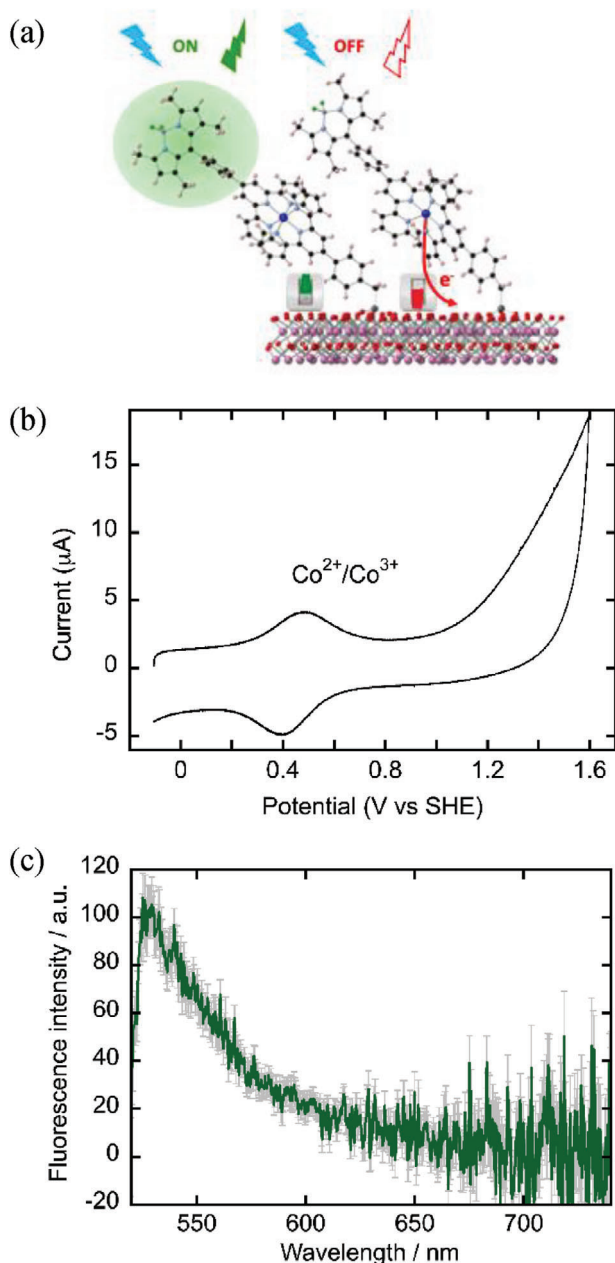 (a)
ON
OFF
e-
(b)
Current (μA)
15
10
5
0
-5
Co2+/Co3+
0
0.4
0.8
1.2
1.6
Potential (V vs SHE)
(c)
Fluorescence intensity / a.u.
120
100
80
60
40
20
0
-20
550
600
650
700
Wavelength / nm